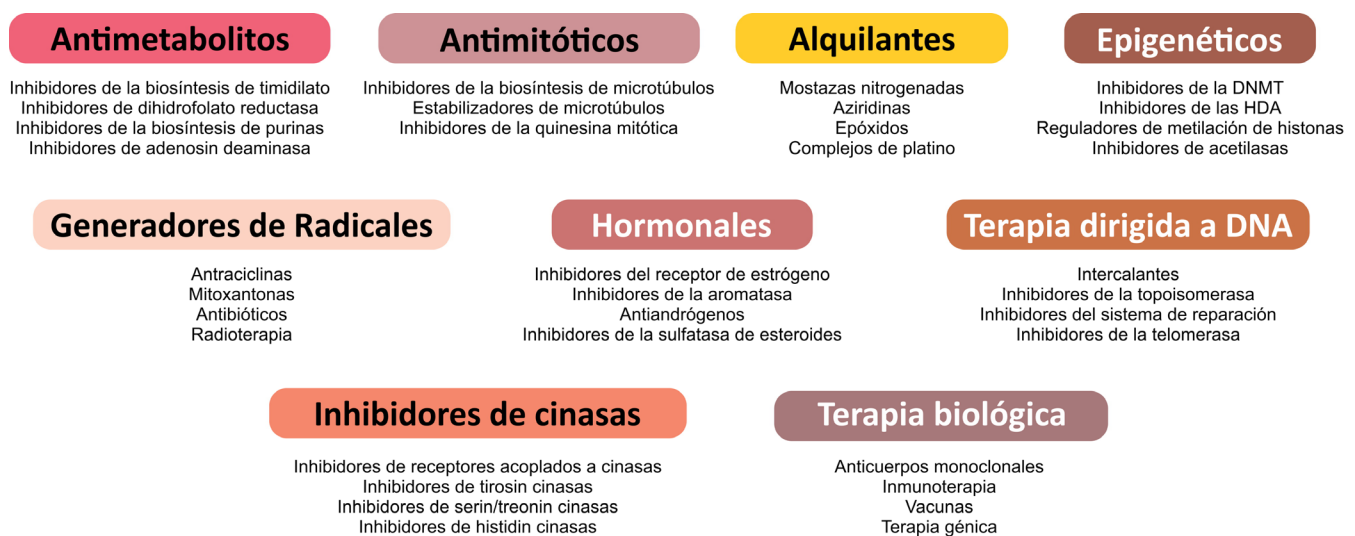 Antimetabolitos
Inhibidores de la biosíntesis de timidilato
Inhibidores de dihidrofolato reductasa
Inhibidores de la biosíntesis de purinas
Inhibidores de adenosin deaminasa
Antimitóticos
Inhibidores de la biosíntesis de microtúbulos
Estabilizadores de microtúbulos
Inhibidores de la quinesina mitótica
Alquilantes
Mostazas nitrogenadas
Aziridinas
Epóxidos
Complejos de platino
Epigenéticos
Inhibidores de la DNMT
Inhibidores de las HDA
Reguladores de metilación de histonas
Inhibidores de acetilasas
Generadores de Radicales
Antraciclinas
Mitoxantonas
Antibióticos
Radioterapia
Hormonales
Inhibidores del receptor de estrógeno
Inhibidores de la aromatasa
Antiandrógenos
Inhibidores de la sulfatasa de esteroides
Terapia dirigida a DNA
Intercalantes
Inhibidores de la topoisomerasa
Inhibidores del sistema de reparación
Inhibidores de la telomerasa
Inhibidores de cinasas
Inhibidores de receptores acoplados a cinasas
Inhibidores de tirosin cinasas
Inhibidores de serin/treonin cinasas
Inhibidores de histidin cinasas
Terapia biológica
Anticuerpos monoclonales
Inmunoterapia
Vacunas
Terapia génica